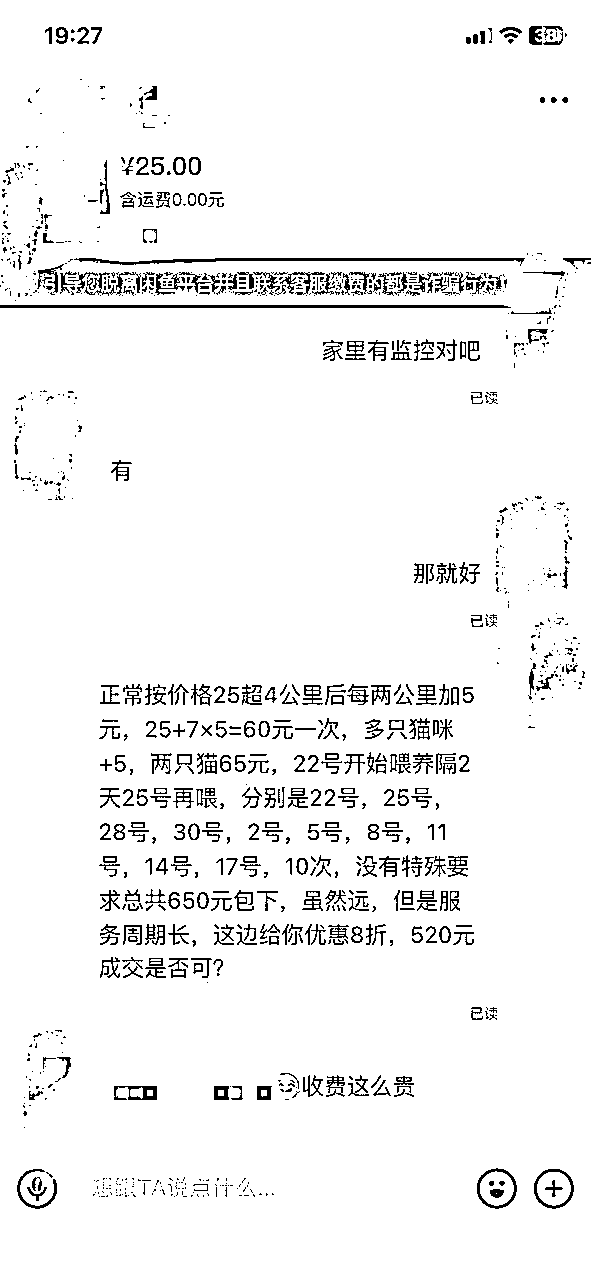 19:27
¥25.00
含运费0.00元
引导您脱离闲鱼平台并且联系客服缴费的都是诈骗行为
家里有监控对吧
已读
有
那就好
已读
正常按价格25超4公里后每两公里加5
元，25+7×5=60元一次，多只猫咪
+5，两只猫65元，22号开始喂养隔2
天25号再喂，分别是22号，25号，
28号，30号，2号，5号，8号，11
号，14号，17号，10次，没有特殊要
求总共650元包下，虽然远，但是服
务周期长，这边给你优惠8折，520元
成交是否可？
已读
收费这么贵
想跟TA说点什么...